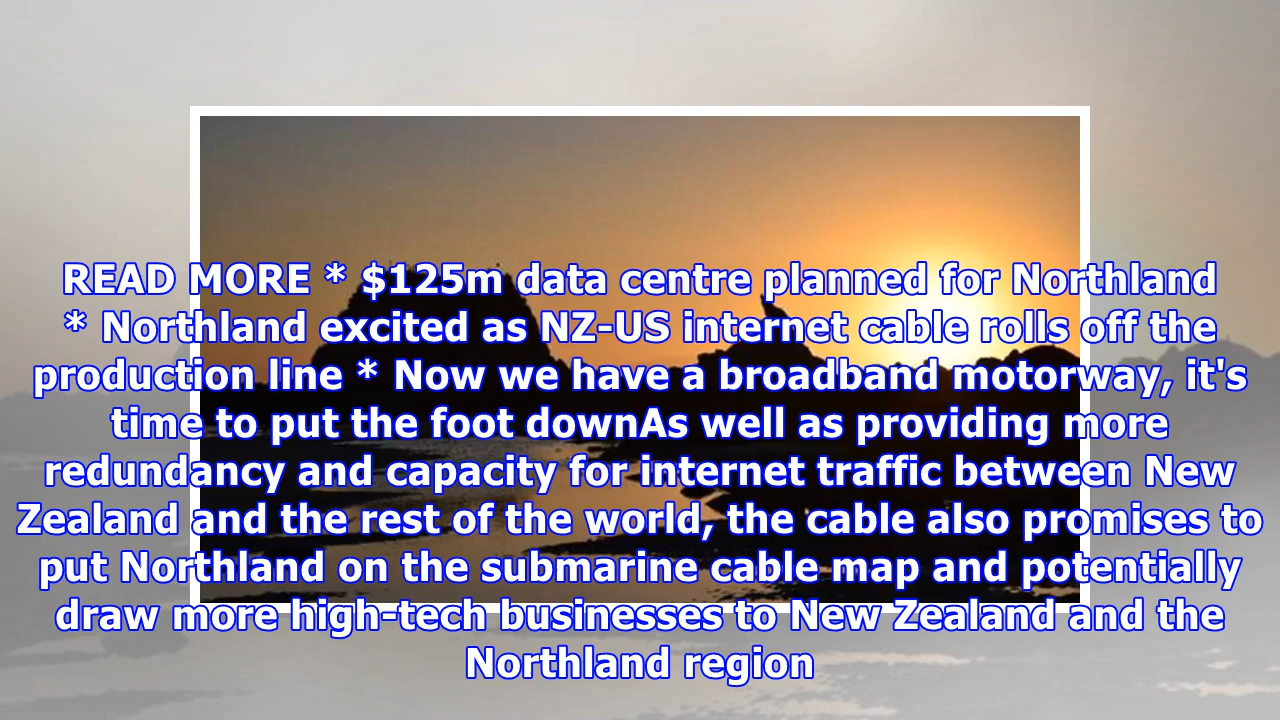 READ MORE * $125m data centre planned for Northland
* Northland excited as NZ-US internet cable rolls off the
production line * Now we have a broadband motorway, it's
time to put the foot downAs well as providing more
redundancy and capacity for internet traffic between New
Zealand and the rest of the world, the cable also promises to
put Northland on the submarine cable map and potentially
draw more high-tech businesses to New Zealand and the
Northland region